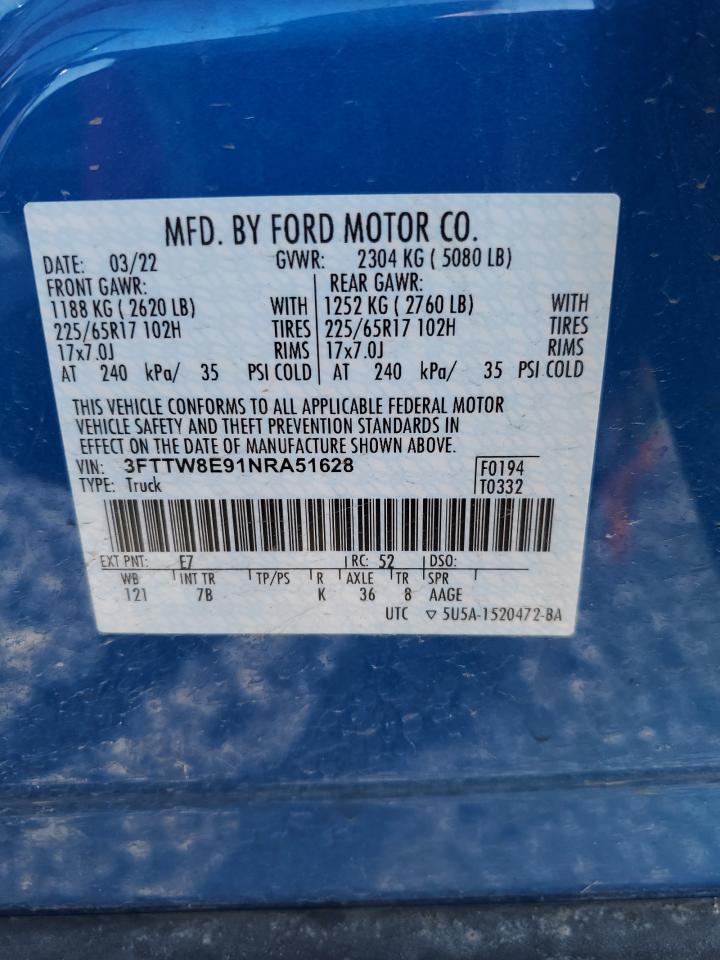 MFD. BY FORD MOTOR CO.
DATE: 03/22 GVWR: 2304 KG ( 5080 LB)
FRONT GAWR: REAR GAWR:
1188 KG ( 2620 LB) WITH 1252 KG ( 2760 LB) WITH
225/65R17 102H TIRES 225/65R17 102H TIRES
17x7.0J RIMS 17x7.0J RIMS
AT 240 kPa/ 35 PSI COLD AT 240 kPa/ 35 PSI COLD
THIS VEHICLE CONFORMS TO ALL APPLICABLE FEDERAL MOTOR
VEHICLE SAFETY AND THEFT PREVENTION STANDARDS IN
EFFECT ON THE DATE OF MANUFACTURE SHOWN ABOVE.
VIN: 3FTTW8E91NRA51628 F0194
TYPE: Truck T0332
EXT PNT: E7 RC: 52 DSO:
WB INT TR TP/PS R AXLE TR SPR
121 7B K 36 8 AAGE
UTC ▽ 5U5A-1520472-BA